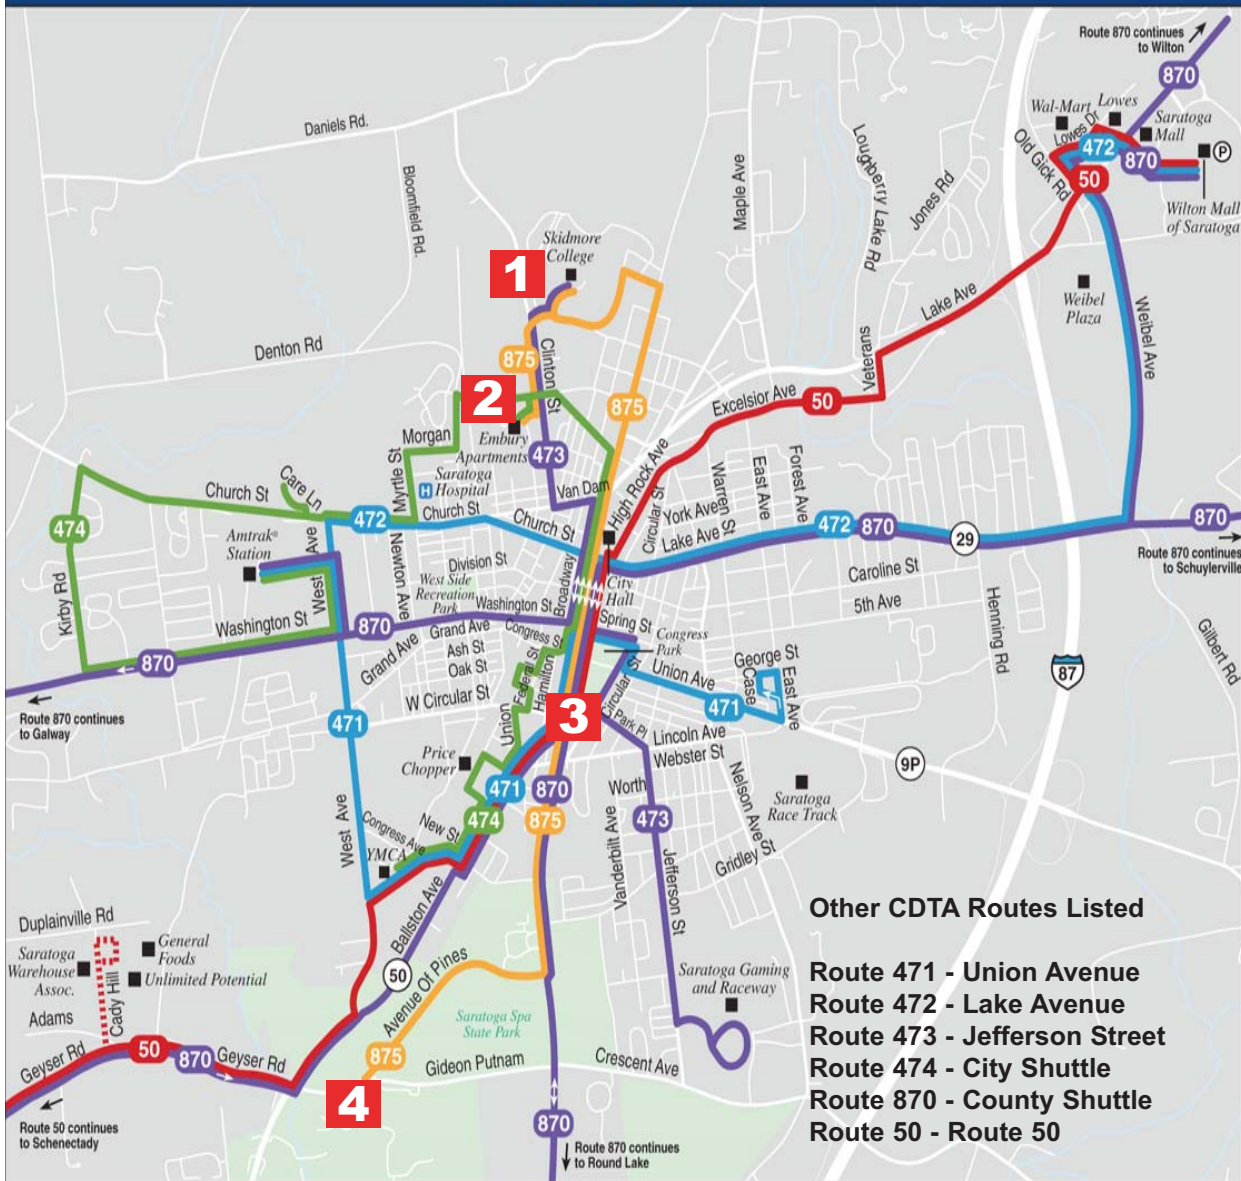 Route 870 continues
to Wilton
870
Wal-Mart
Lowes
Lowes Dr
Saratoga
Mall
472
870
P
Old Gick Rd
50
Wilton Mall
of Saratoga
Daniels Rd.
Bloomfield Rd.
Maple Ave
Loughberry Lake Rd
Jones Rd
Skidmore
College
1
Weibel
Plaza
Lake Ave
Weibel Ave
Denton Rd
875
Clinton St
Veterans
2
875
Excelsior Ave
50
Morgan
Embury
Apartments
473
Myrtle St
Saratoga
Hospital
H
High Rock Ave
Van Dam
Circular St
Warren St
East Ave
Forest Ave
Church St
Care Ln
474
472
Church St
Church St
York Ave
Lake Ave
472
870
29
870
Route 870 continues
to Schuylerville
Amtrak®
Station
West Ave
Newton Ave
Division St
West Side
Recreation
Park
Broadway
City
Hall
Caroline St
5th Ave
Henning Rd
Gilbert Rd
Kirby Rd
Washington St
870
Washington St
Grand Ave
Grand Ave
Ash St
Oak St
Congress St
Spring St
Congress
Park
870
Route 870 continues
to Galway
W Circular St
Federal St
Hamilton
Union
Circular St
Union Ave
George St
Case
East Ave
87
471
3
Park Pl
471
Lincoln Ave
Webster St
9P
Price
Chopper
471
870
Worth
Nelson Ave
Saratoga
Race Track
474
875
473
West Ave
Congress Ave
New St
YMCA
Vanderbilt Ave
Gridley St
Jefferson St
Duplainville Rd
Saratoga
Warehouse
Assoc.
General
Foods
Unlimited Potential
Cady Hill
Adams
Ballston Ave
50
Avenue Of Pines
Saratoga Gaming
and Raceway
Saratoga Spa
State Park
Geyser Rd
50
870
Geyser Rd
875
Gideon Putnam
Crescent Ave
4
Route 50 continues
to Schenectady
870
Route 870 continues
to Round Lake
Other CDTA Routes Listed
Route 471 - Union Avenue
Route 472 - Lake Avenue
Route 473 - Jefferson Street
Route 474 - City Shuttle
Route 870 - County Shuttle
Route 50 - Route 50